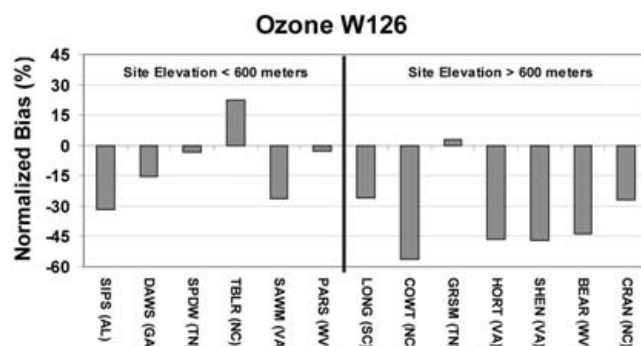 Ozone W126
Normalized Bias (%)
45
30
15
0
-15
-30
-45
-60
Site Elevation < 600 meters
Site Elevation > 600 meters
SIPS (AL)
DAWS (GA)
SPDW (TN)
TBLR (NC)
SAWM (VA)
PARS (WV)
LONG (SC)
COWT (NC)
GRSM (TN)
HORT (VA)
SHEN (VA)
BEAR (WV)
CRAN (NC)